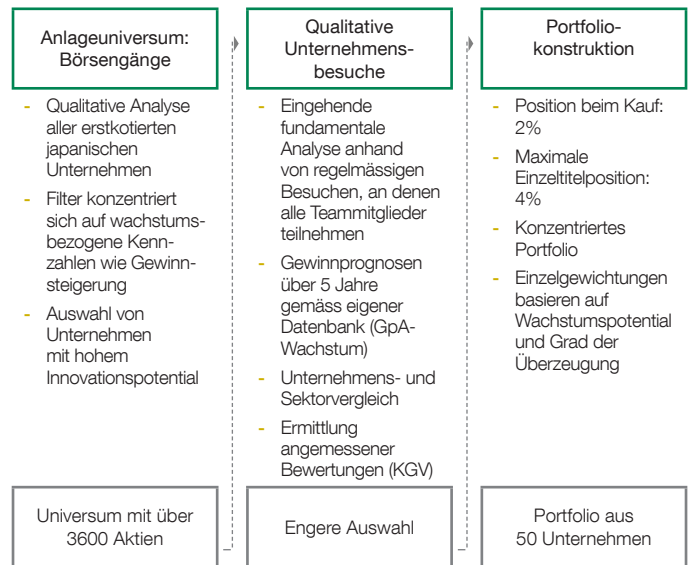 Anlageuniversum:
Börsengänge
- Qualitative Analyse
aller erstkotierten
japanischen
Unternehmen
- Filter konzentriert
sich auf wachstums-
bezogene Kenn-
zahlen wie Gewinn-
steigerung
- Auswahl von
Unternehmen
mit hohem
Innovationspotential
Universum mit über
3600 Aktien
Qualitative
Unternehmens-
besuche
- Eingehende
fundamentale
Analyse anhand
von regelmässigen
Besuchen, an denen
alle Teammitglieder
teilnehmen
- Gewinnprognosen
über 5 Jahre
gemäss eigener
Datenbank (GpA-
Wachstum)
- Unternehmens- und
Sektorvergleich
- Ermittlung
angemessener
Bewertungen (KGV)
Engere Auswahl
Portfolio-
konstruktion
- Position beim Kauf:
2%
- Maximale
Einzeltitelposition:
4%
- Konzentriertes
Portfolio
- Einzelgewichtungen
basieren auf
Wachstumspotential
und Grad der
Überzeugung
Portfolio aus
50 Unternehmen